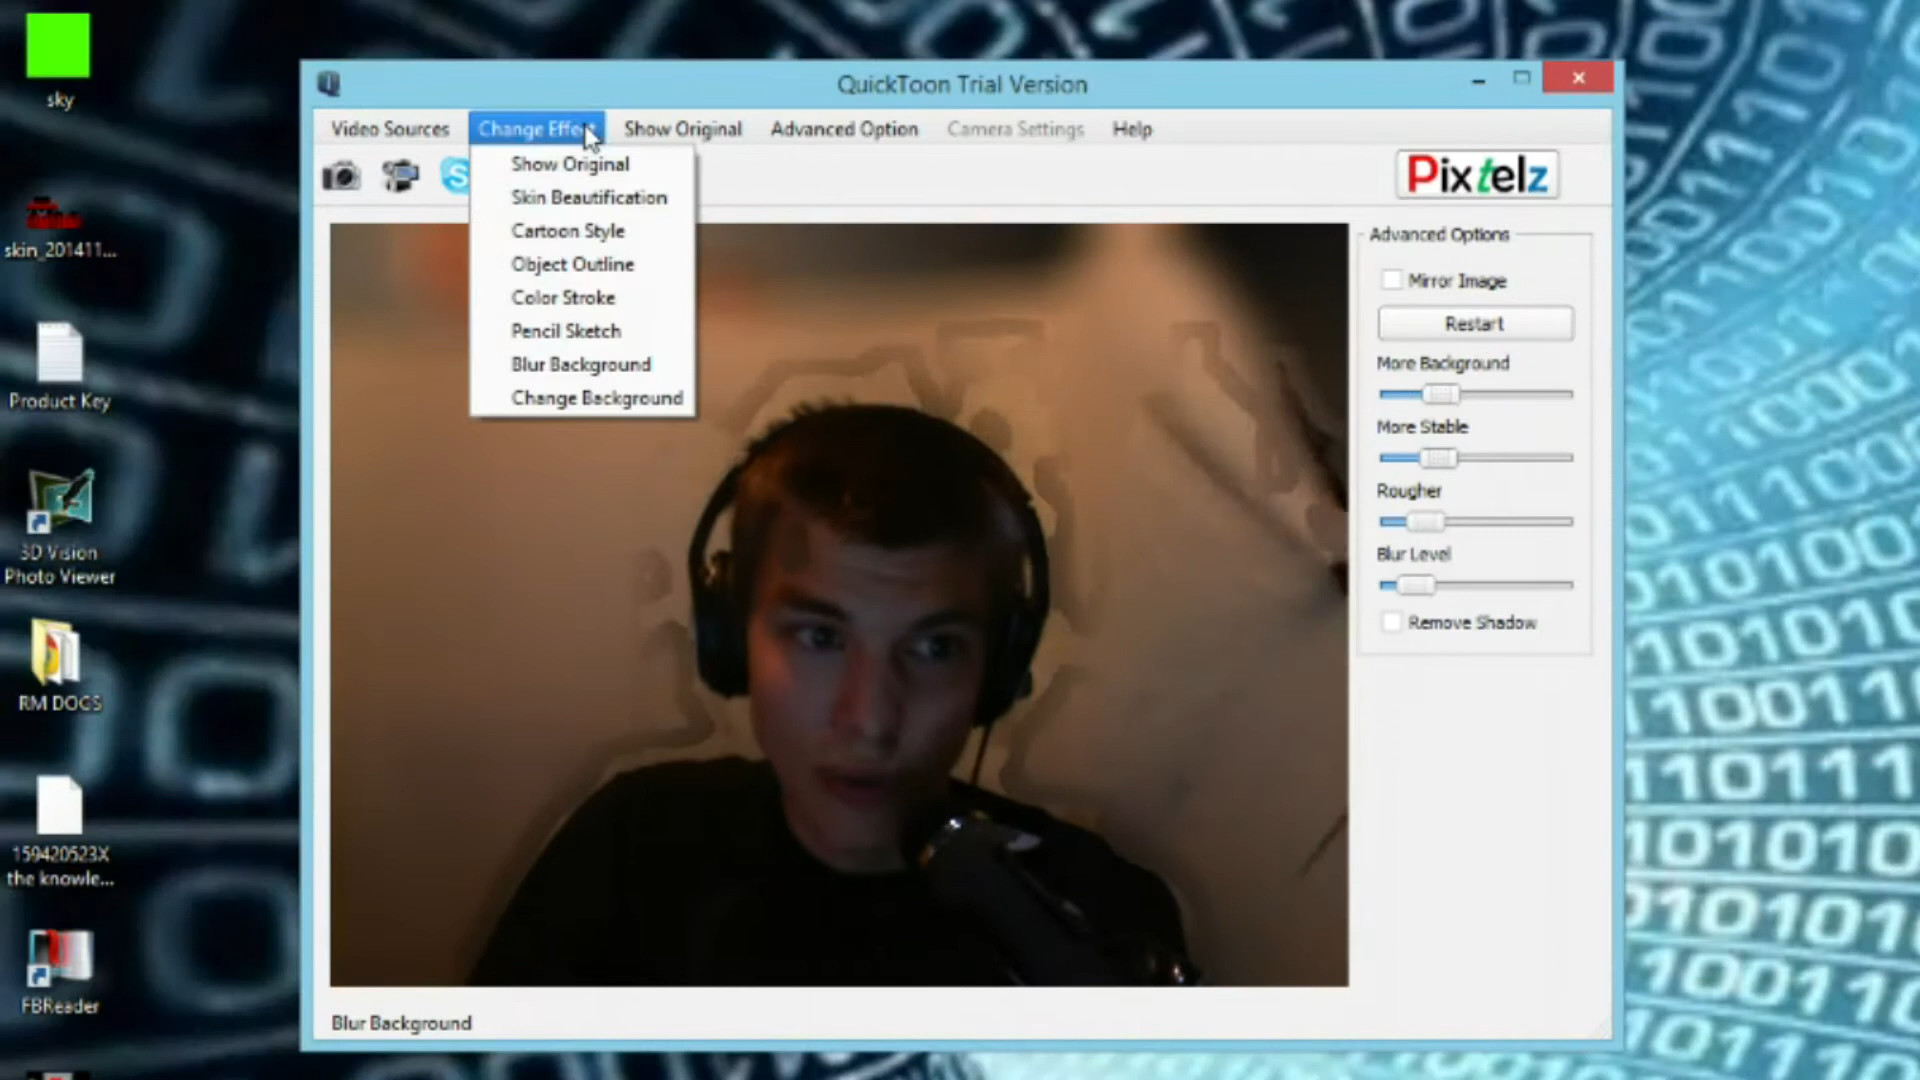 sky
skin_201411...
Product Key
3D Vision
Photo Viewer
RM DOCS
159420523X
the knowle...
FBReader
QuickToon Trial Version
Video Sources
Change Effect
Show Original
Advanced Option
Camera Settings
Help
Show Original
Skin Beautification
Cartoon Style
Object Outline
Color Stroke
Pencil Sketch
Blur Background
Change Background
Pixtelz
Advanced Options
Mirror Image
Restart
More Background
More Stable
Rougher
Blur Level
Remove Shadow
Blur Background